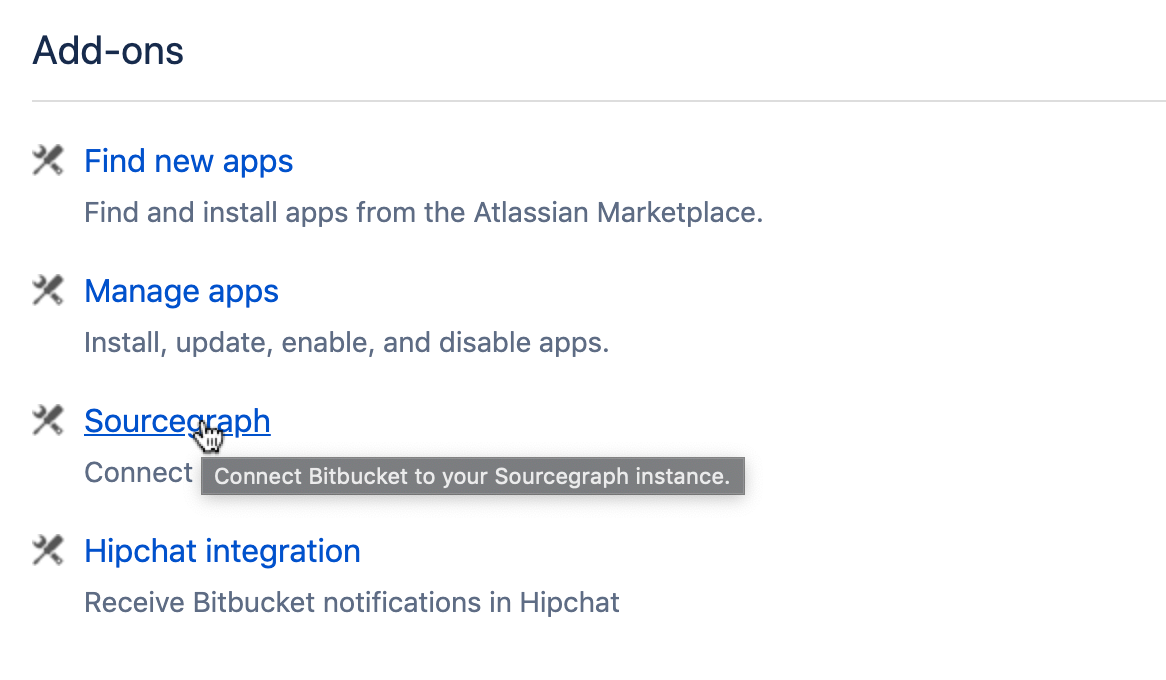 Add-ons
Find new apps
Find and install apps from the Atlassian Marketplace.
Manage apps
Install, update, enable, and disable apps.
Sourcegraph
Connect
Connect Bitbucket to your Sourcegraph instance.
Hipchat integration
Receive Bitbucket notifications in Hipchat